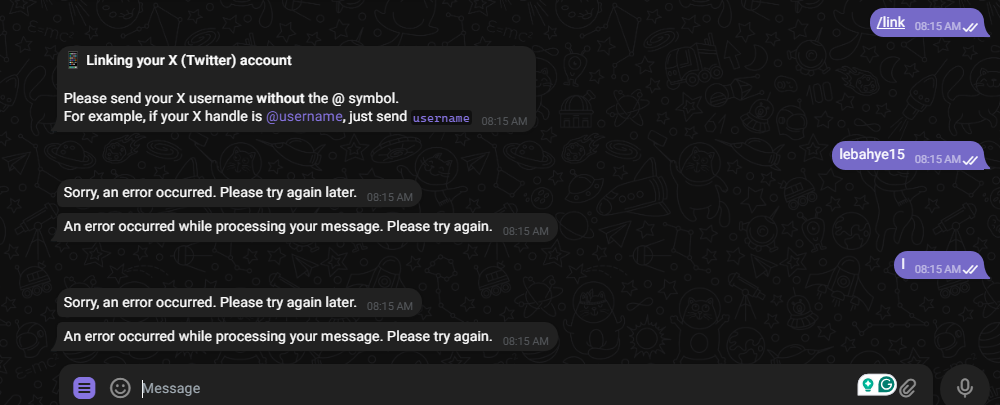 /link 08:15 AM
📱 Linking your X (Twitter) account
Please send your X username without the @ symbol.
For example, if your X handle is @username, just send username 08:15 AM
lebahye15 08:15 AM
Sorry, an error occurred. Please try again later. 08:15 AM
An error occurred while processing your message. Please try again. 08:15 AM
l 08:15 AM
Sorry, an error occurred. Please try again later. 08:15 AM
An error occurred while processing your message. Please try again. 08:15 AM
Message